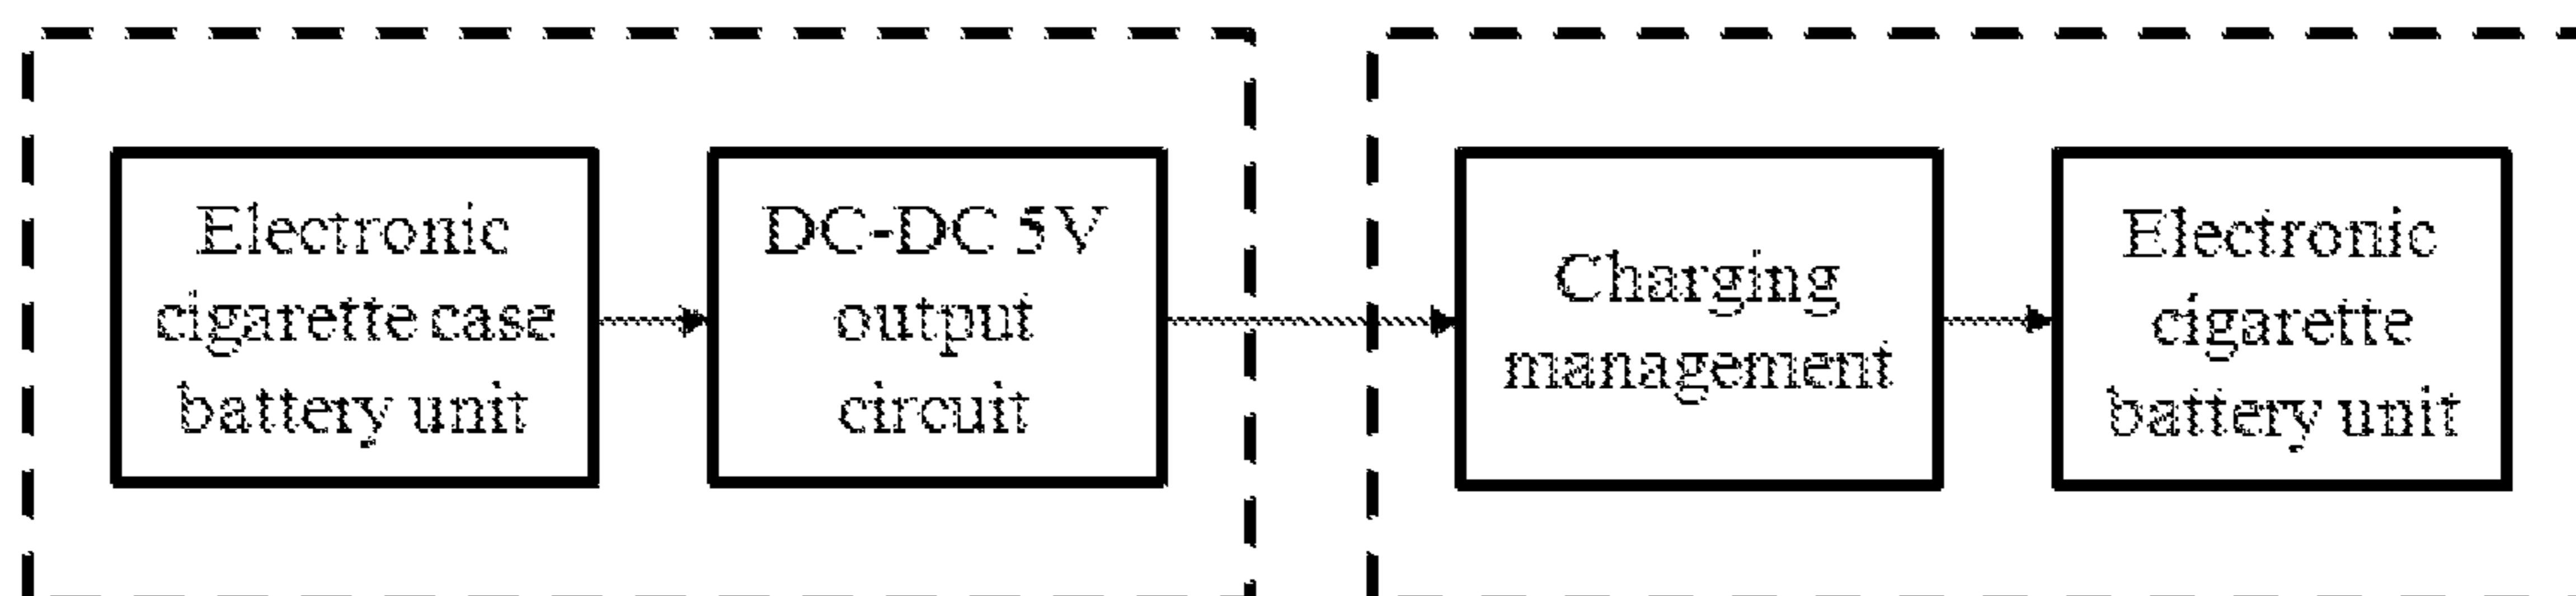 Electronic
cigarette case
battery unit
DC-DC 5V
output
circuit
Charging
management
Electronic
cigarette
battery unit